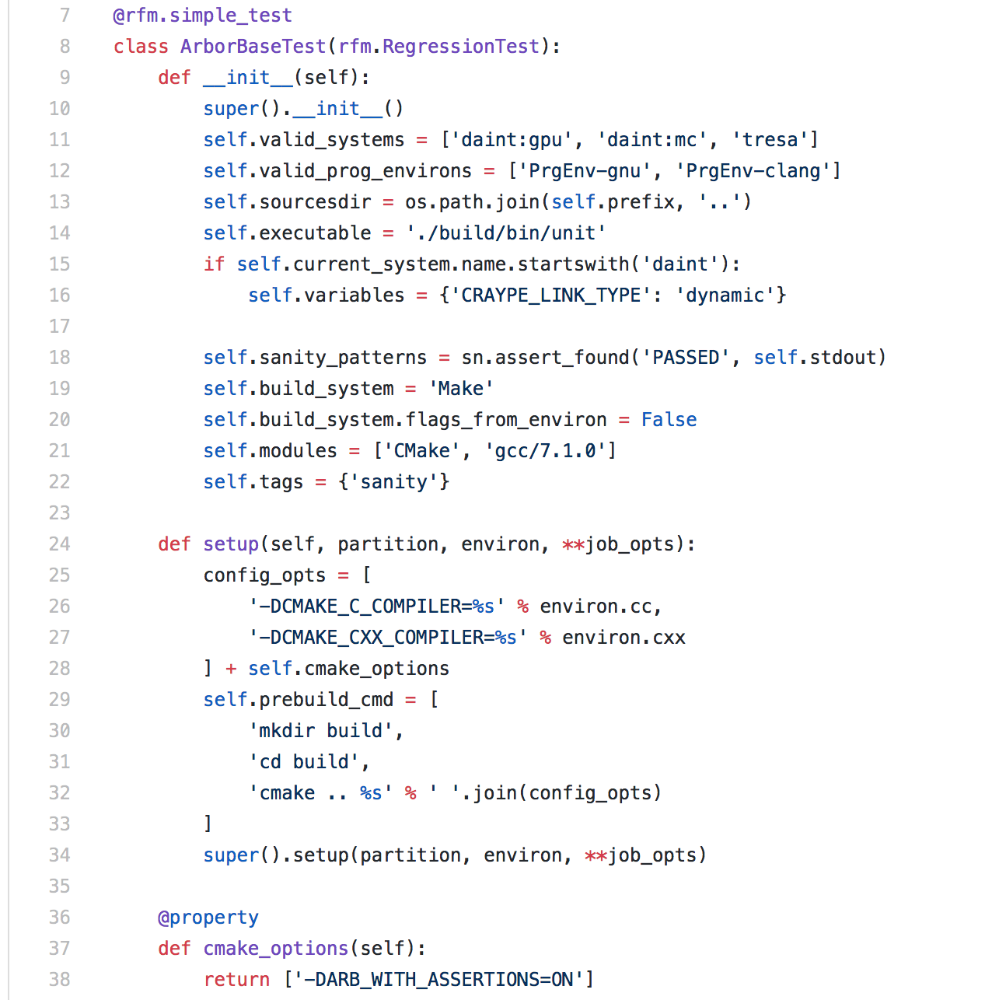 7 @rfm.simple_test
8 class ArborBaseTest(rfm.RegressionTest):
9     def __init__(self):
10         super().__init__()
11         self.valid_systems = ['daint:gpu', 'daint:mc', 'tresa']
12         self.valid_prog_environs = ['PrgEnv-gnu', 'PrgEnv-clang']
13         self.sourcesdir = os.path.join(self.prefix, '..')
14         self.executable = './build/bin/unit'
15         if self.current_system.name.startswith('daint'):
16             self.variables = {'CRAYPE_LINK_TYPE': 'dynamic'}
17
18         self.sanity_patterns = sn.assert_found('PASSED', self.stdout)
19         self.build_system = 'Make'
20         self.build_system.flags_from_environ = False
21         self.modules = ['CMake', 'gcc/7.1.0']
22         self.tags = {'sanity'}
23
24     def setup(self, partition, environ, **job_opts):
25         config_opts = [
26             '-DCMAKE_C_COMPILER=%s' % environ.cc,
27             '-DCMAKE_CXX_COMPILER=%s' % environ.cxx
28         ] + self.cmake_options
29         self.prebuild_cmd = [
30             'mkdir build',
31             'cd build',
32             'cmake .. %s' % ' '.join(config_opts)
33         ]
34         super().setup(partition, environ, **job_opts)
35
36     @property
37     def cmake_options(self):
38         return ['-DARB_WITH_ASSERTIONS=ON']